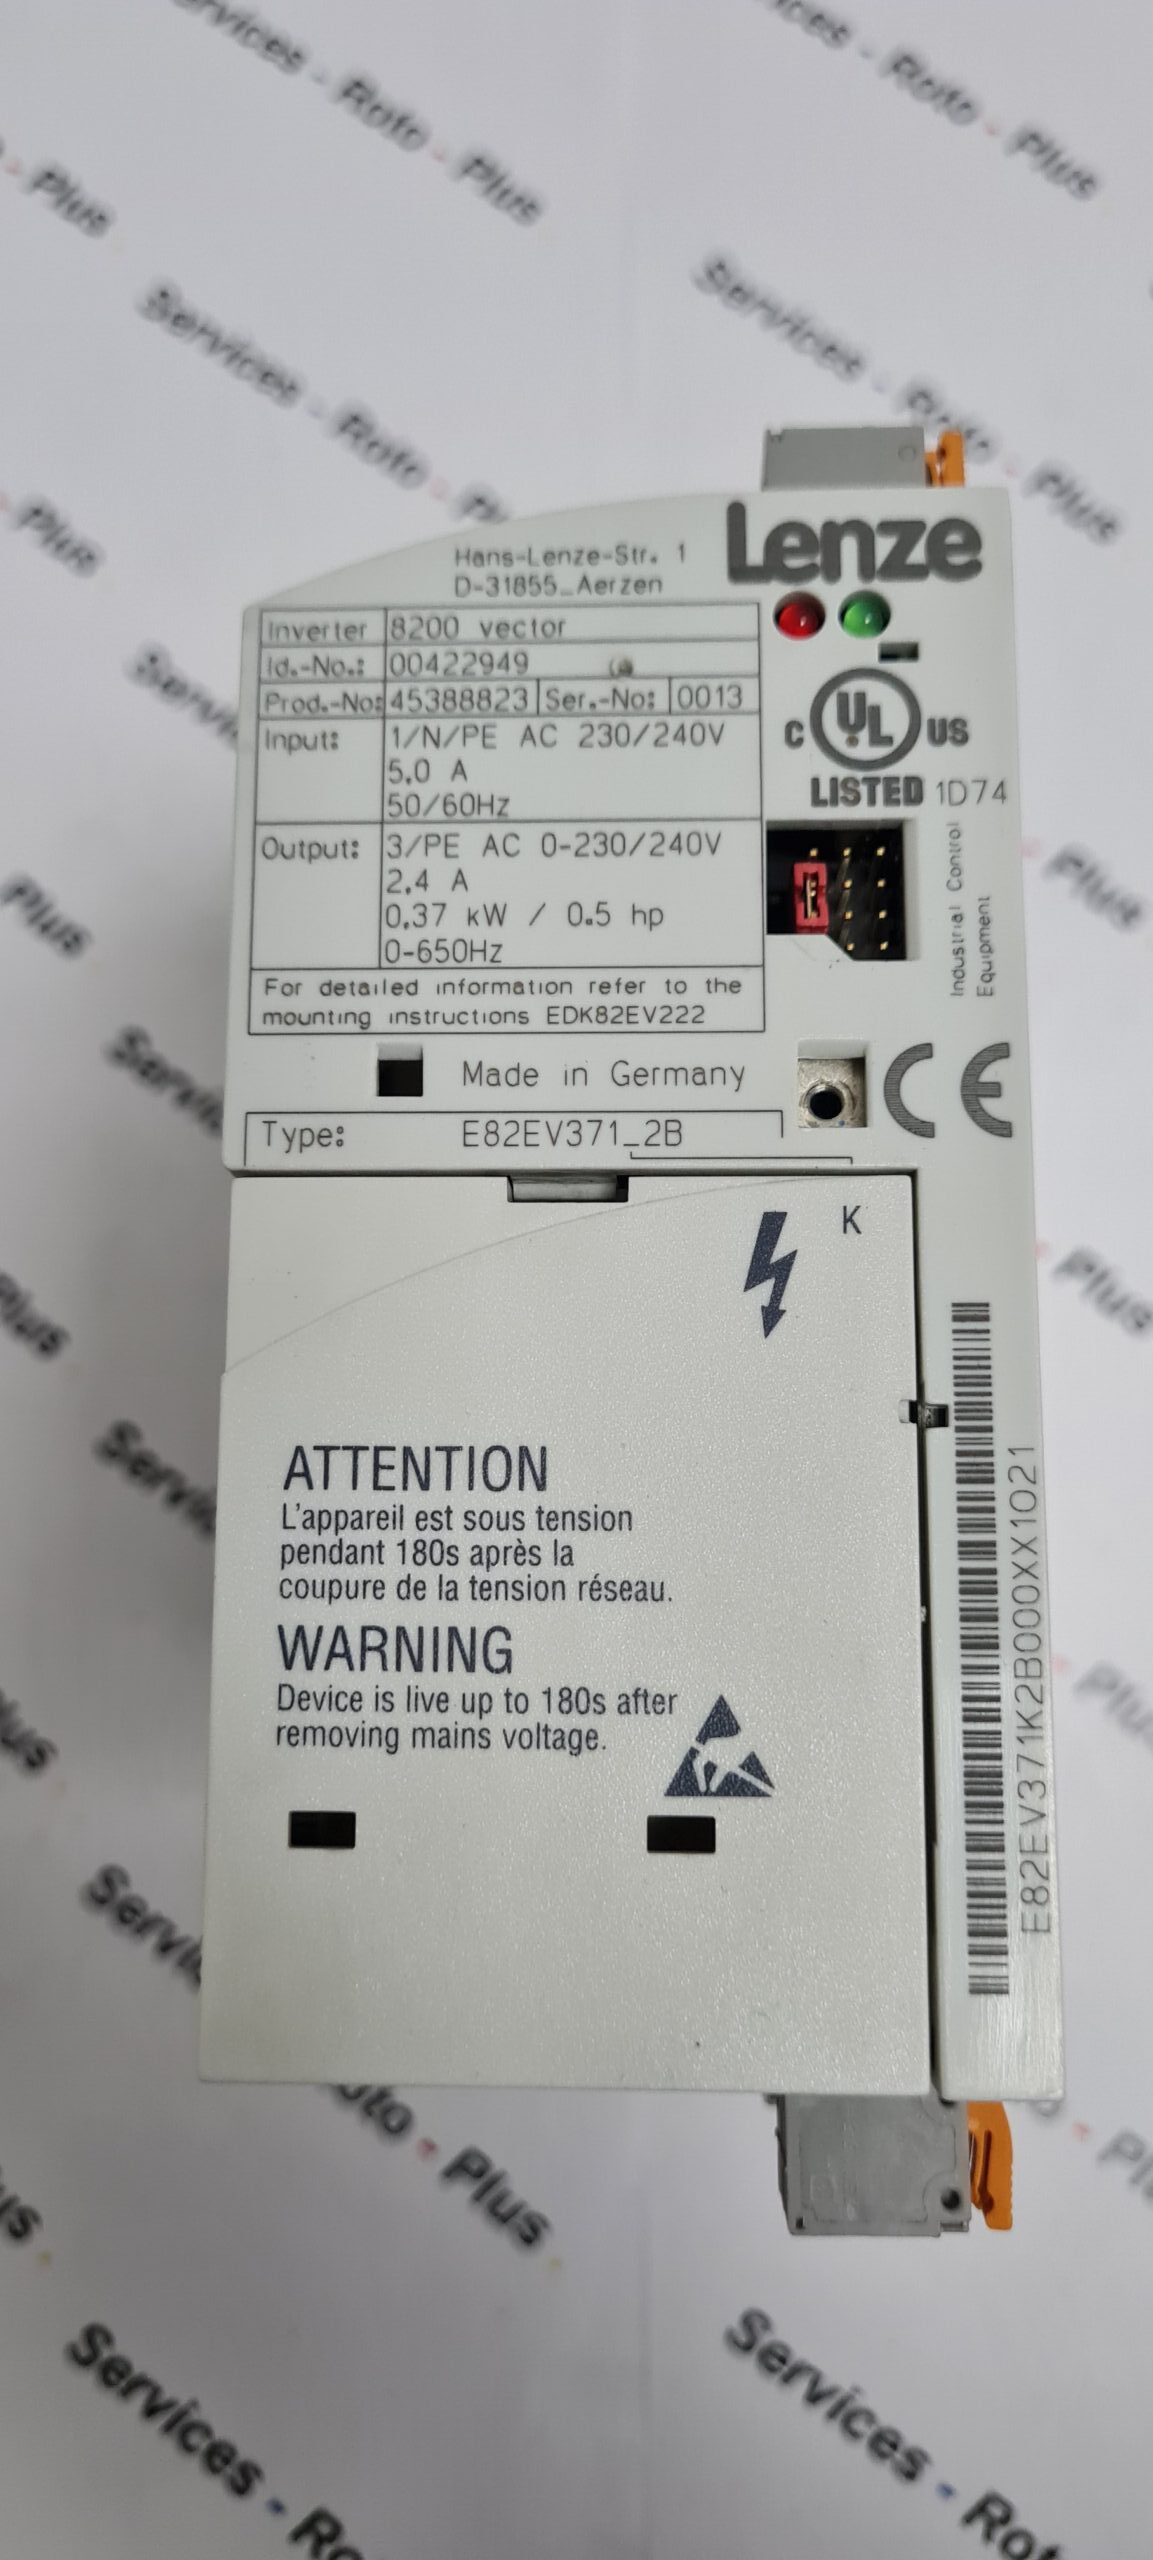 Services - Roto - Plus
Lenze
Hans-Lenze-Str. 1
D-31855 Aerzen
Inverter 8200 vector
Id.-No.: 00422949
Prod.-No: 45388823 Ser.-No: 0013
Input: 1/N/PE AC 230/240V
5.0 A
50/60Hz
Output: 3/PE AC 0-230/240V
2.4 A
0.37 kW / 0.5 hp
0-650Hz
For detailed information refer to the
mounting instructions EDK82EV222
C UL US
LISTED 1D74
Industrial Control
Equipment
Made in Germany
CE
Type: E82EV371_2B
K
ATTENTION
L'appareil est sous tension
pendant 180s après la
coupure de la tension réseau.
WARNING
Device is live up to 180s after
removing mains voltage.
E82EV371K2B000XX1021